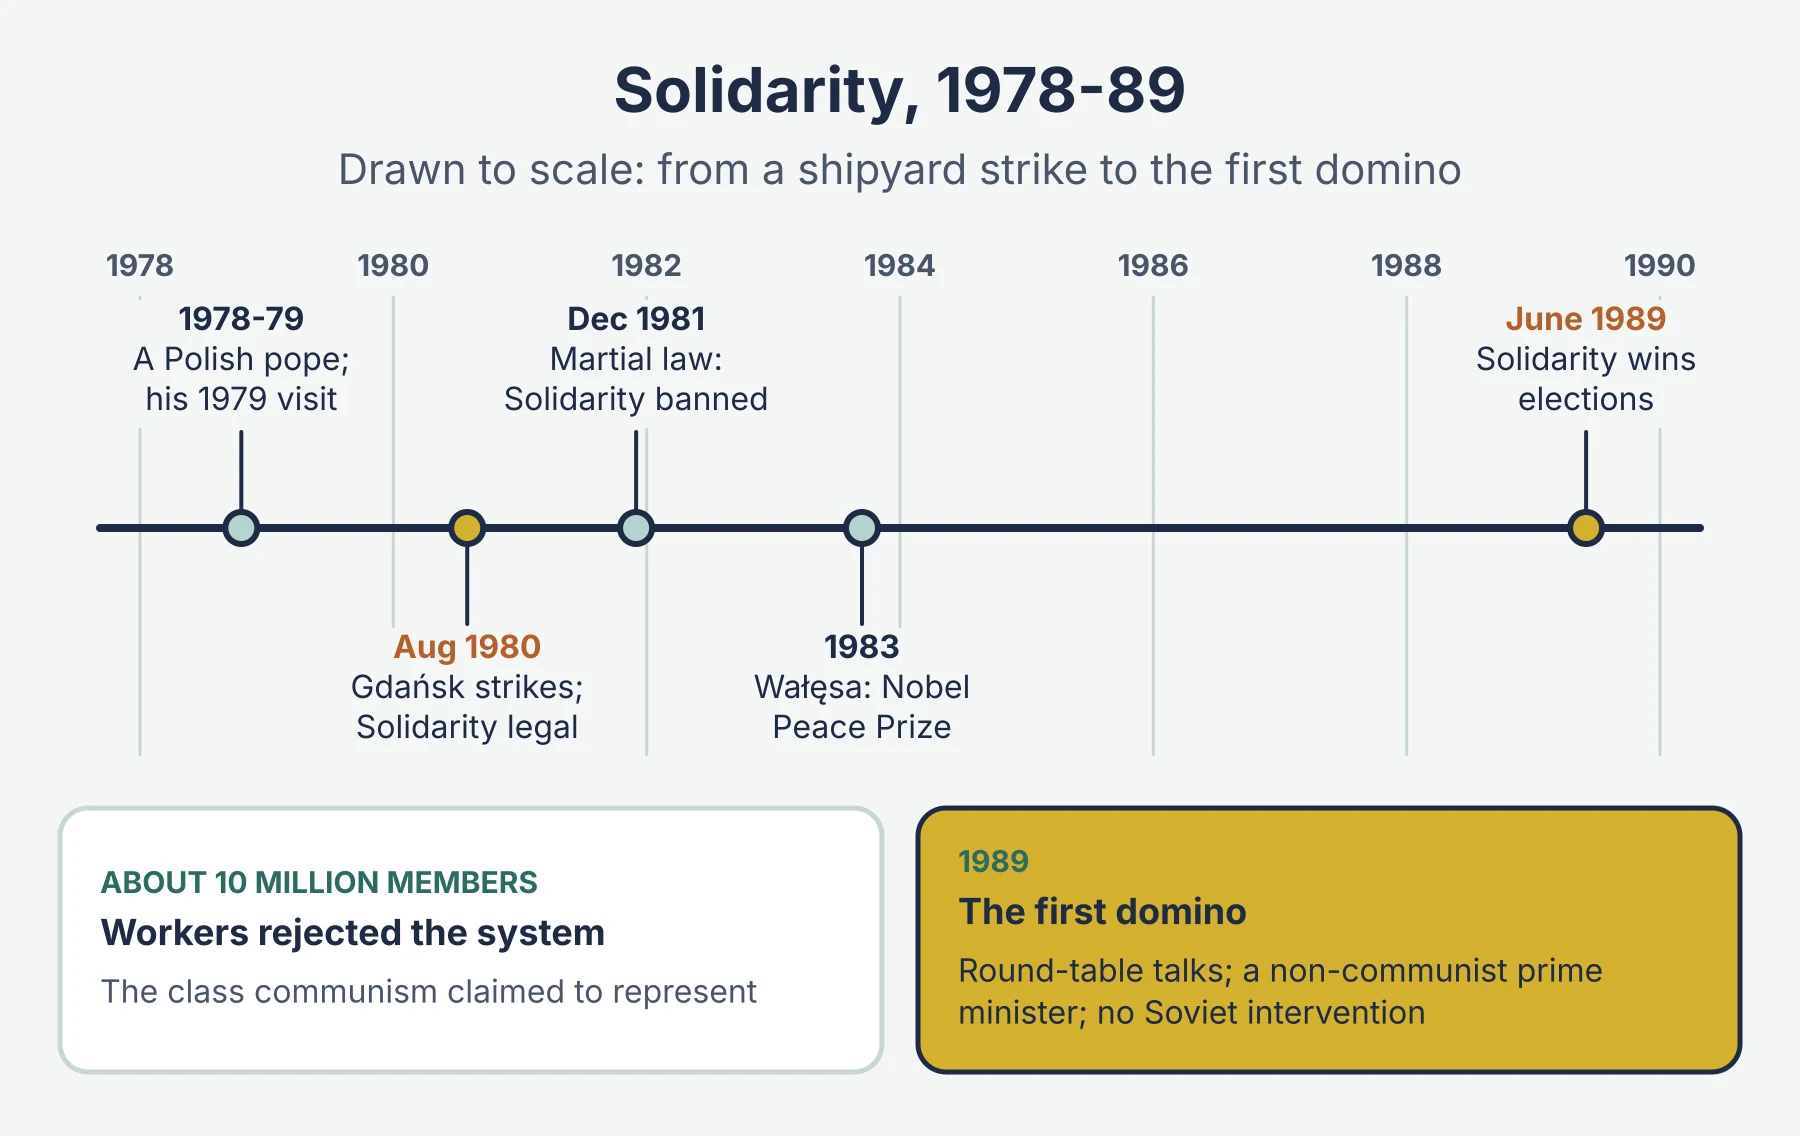 Solidarity, 1978-89
Drawn to scale: from a shipyard strike to the first domino
1978
1980
1982
1984
1986
1988
1990
1978-79
A Polish pope;
his 1979 visit
Dec 1981
Martial law:
Solidarity banned
June 1989
Solidarity wins
elections
Aug 1980
Gdańsk strikes;
Solidarity legal
1983
Wałęsa: Nobel
Peace Prize
ABOUT 10 MILLION MEMBERS
Workers rejected the system
The class communism claimed to represent
1989
The first domino
Round-table talks; a non-communist prime
minister; no Soviet intervention